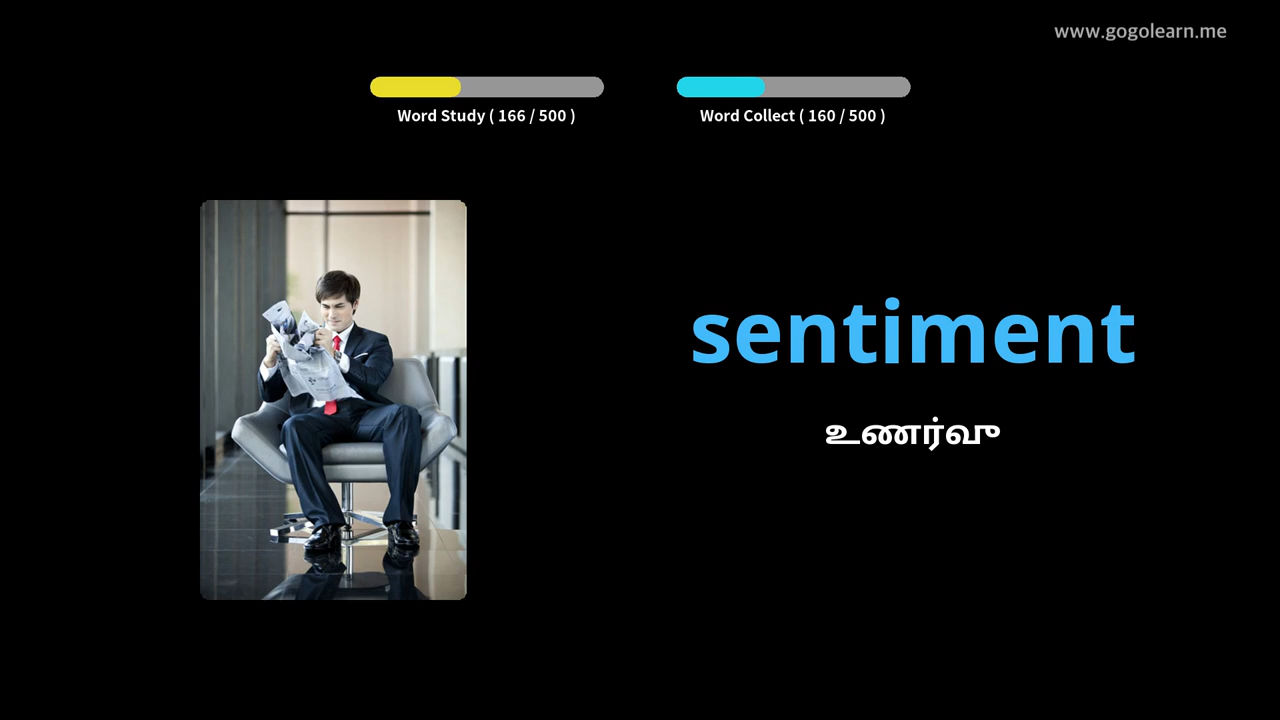 www.gogolearn.me
Word Study ( 166 / 500 )
Word Collect ( 160 / 500 )
sentiment
உணர்வு